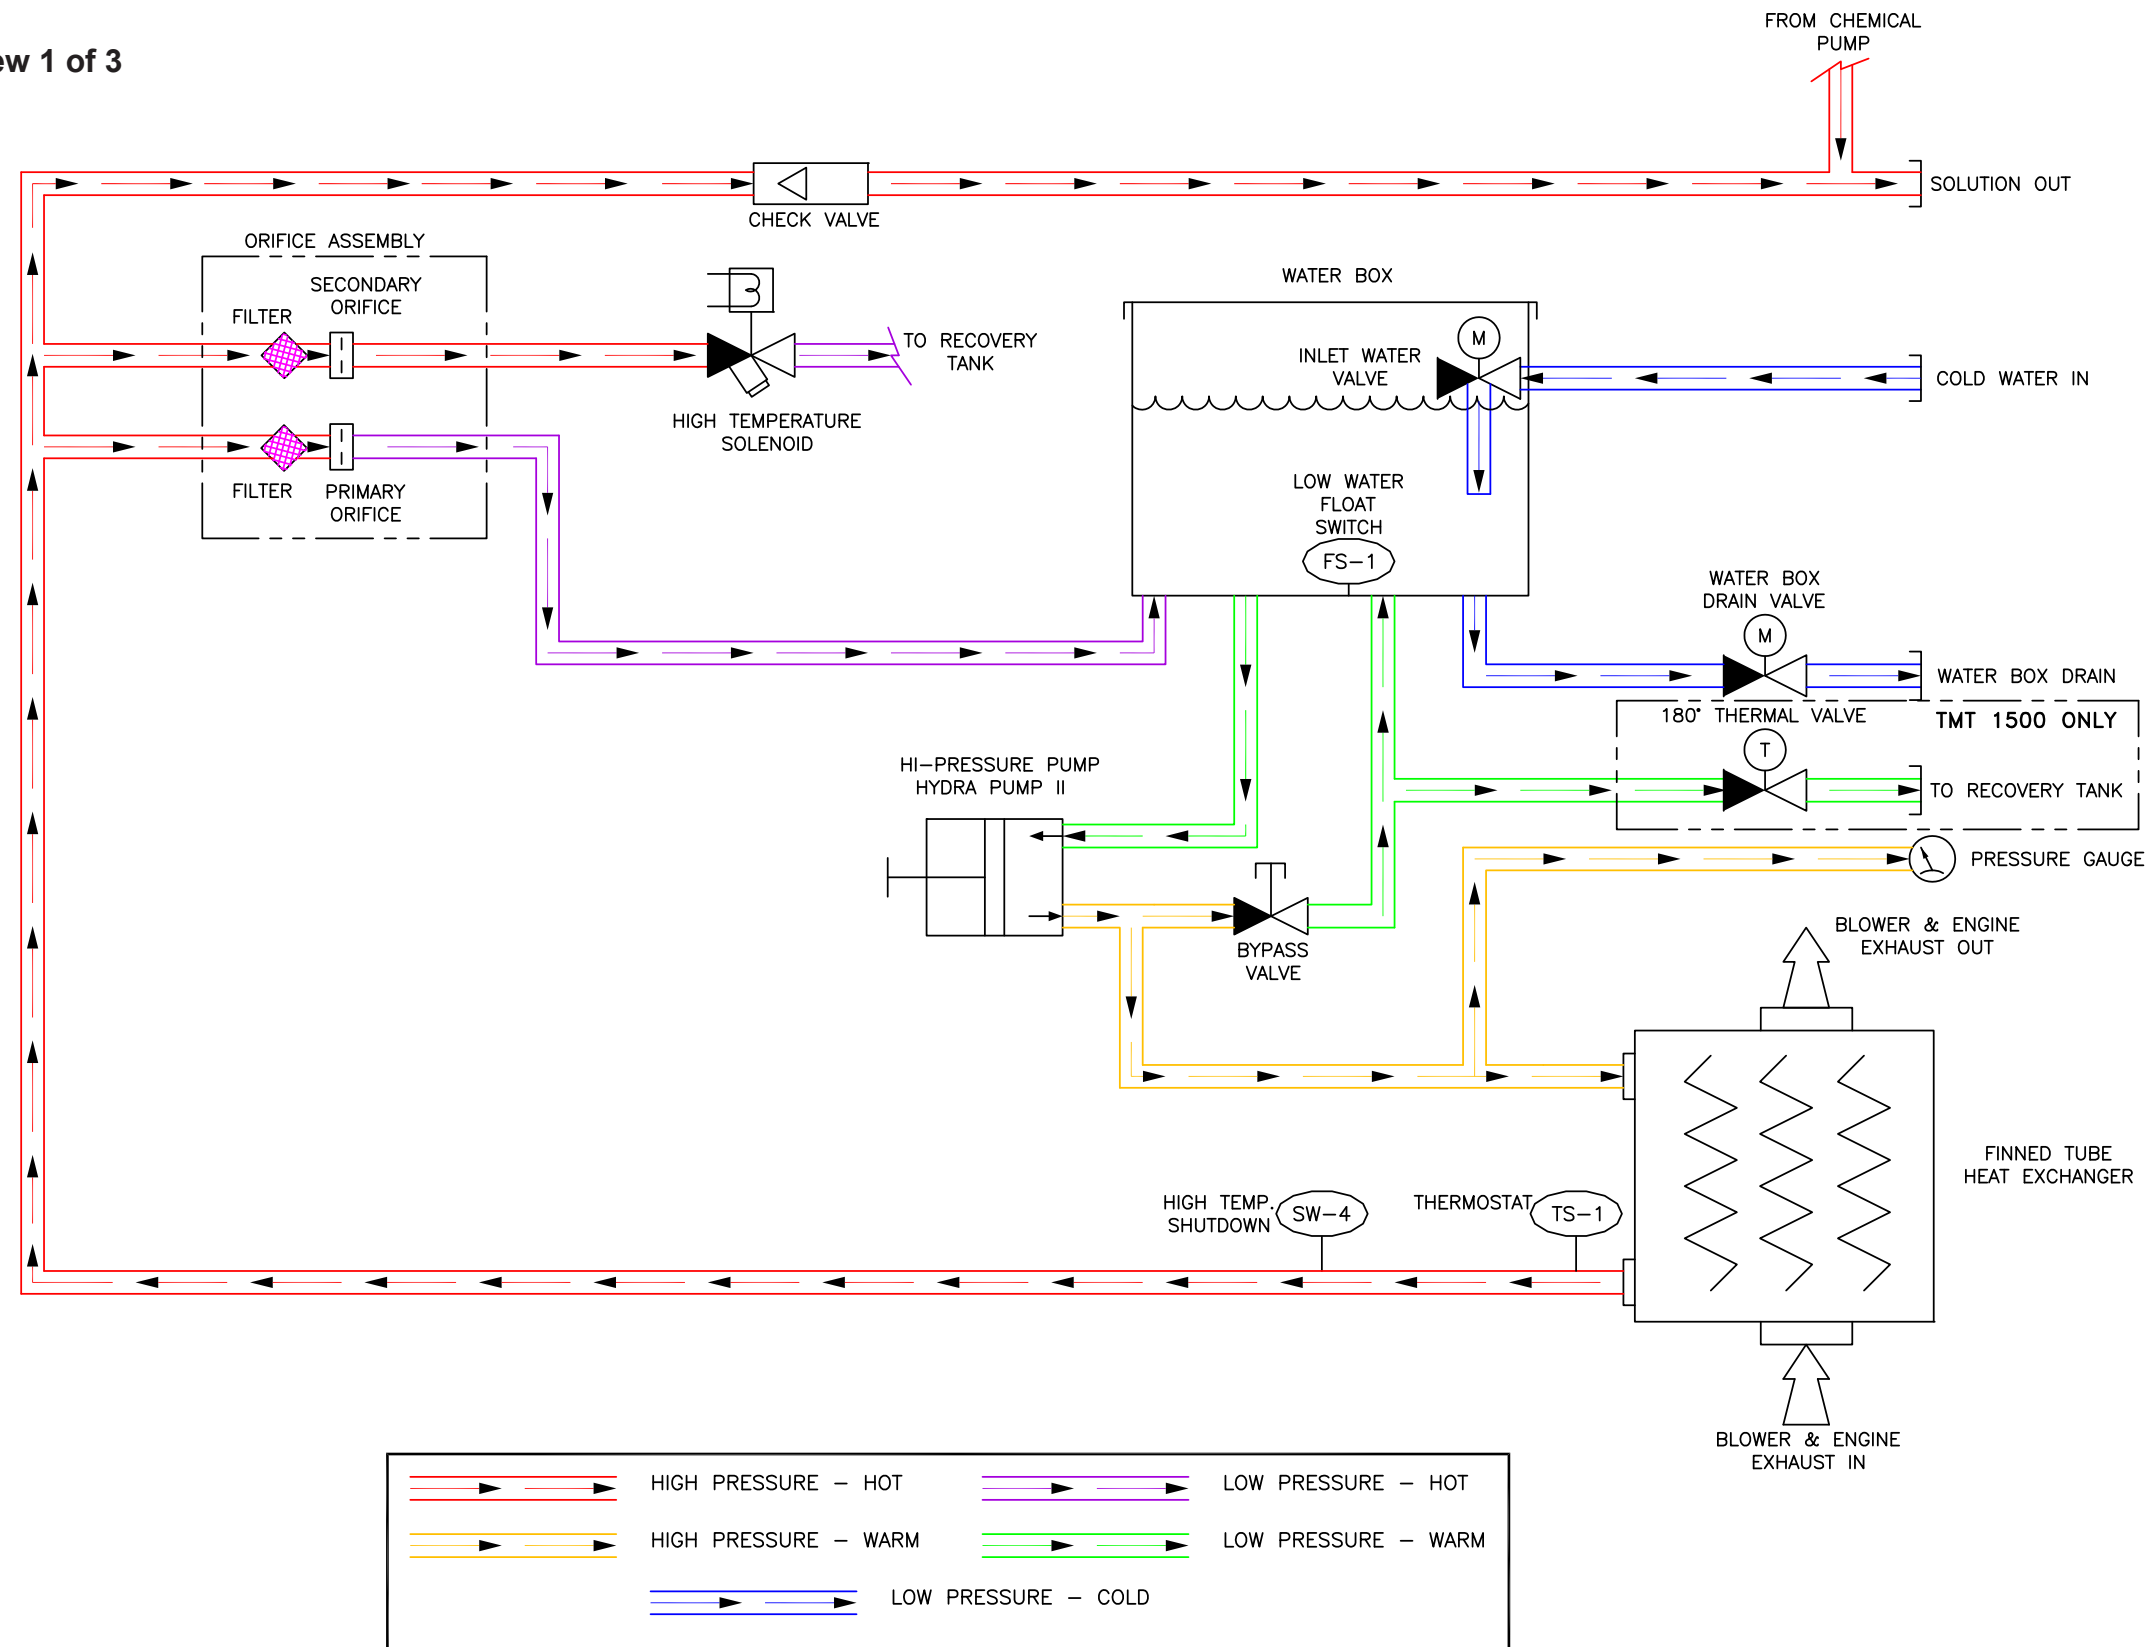 FROM CHEMICAL
PUMP
ew 1 of 3
SOLUTION OUT
CHECK VALVE
ORIFICE ASSEMBLY
SECONDARY
ORIFICE
FILTER
WATER BOX
TO RECOVERY
TANK
M
INLET WATER
VALVE
COLD WATER IN
HIGH TEMPERATURE
SOLENOID
FILTER
PRIMARY
ORIFICE
LOW WATER
FLOAT
SWITCH
FS-1
WATER BOX
DRAIN VALVE
M
WATER BOX DRAIN
180° THERMAL VALVE
TMT 1500 ONLY
T
TO RECOVERY TANK
HI-PRESSURE PUMP
HYDRA PUMP II
PRESSURE GAUGE
BYPASS
VALVE
BLOWER & ENGINE
EXHAUST OUT
FINNED TUBE
HEAT EXCHANGER
HIGH TEMP.
SHUTDOWN
SW-4
THERMOSTAT
TS-1
BLOWER & ENGINE
EXHAUST IN
HIGH PRESSURE - HOT
LOW PRESSURE - HOT
HIGH PRESSURE - WARM
LOW PRESSURE - WARM
LOW PRESSURE - COLD